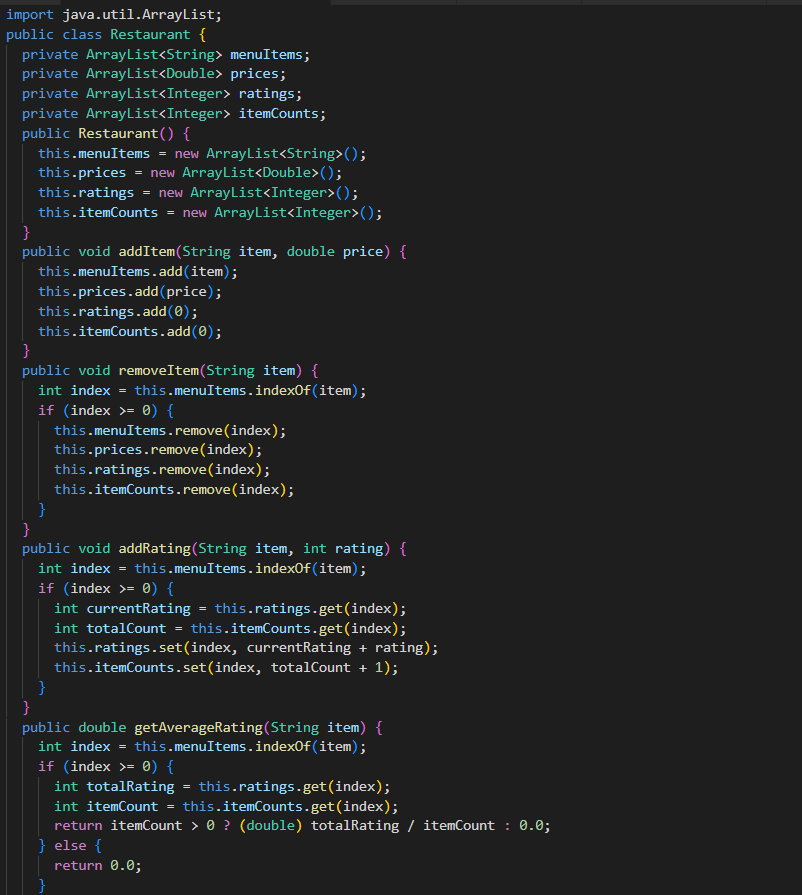 import java.util.ArrayList;
public class Restaurant {
  private ArrayList<String> menuItems;
  private ArrayList<Double> prices;
  private ArrayList<Integer> ratings;
  private ArrayList<Integer> itemCounts;
  public Restaurant() {
    this.menuItems = new ArrayList<String>();
    this.prices = new ArrayList<Double>();
    this.ratings = new ArrayList<Integer>();
    this.itemCounts = new ArrayList<Integer>();
  }
  public void addItem(String item, double price) {
    this.menuItems.add(item);
    this.prices.add(price);
    this.ratings.add(0);
    this.itemCounts.add(0);
  }
  public void removeItem(String item) {
    int index = this.menuItems.indexOf(item);
    if (index >= 0) {
      this.menuItems.remove(index);
      this.prices.remove(index);
      this.ratings.remove(index);
      this.itemCounts.remove(index);
    }
  }
  public void addRating(String item, int rating) {
    int index = this.menuItems.indexOf(item);
    if (index >= 0) {
      int currentRating = this.ratings.get(index);
      int totalCount = this.itemCounts.get(index);
      this.ratings.set(index, currentRating + rating);
      this.itemCounts.set(index, totalCount + 1);
    }
  }
  public double getAverageRating(String item) {
    int index = this.menuItems.indexOf(item);
    if (index >= 0) {
      int totalRating = this.ratings.get(index);
      int itemCount = this.itemCounts.get(index);
      return itemCount > 0 ? (double) totalRating / itemCount : 0.0;
    } else {
      return 0.0;
    }